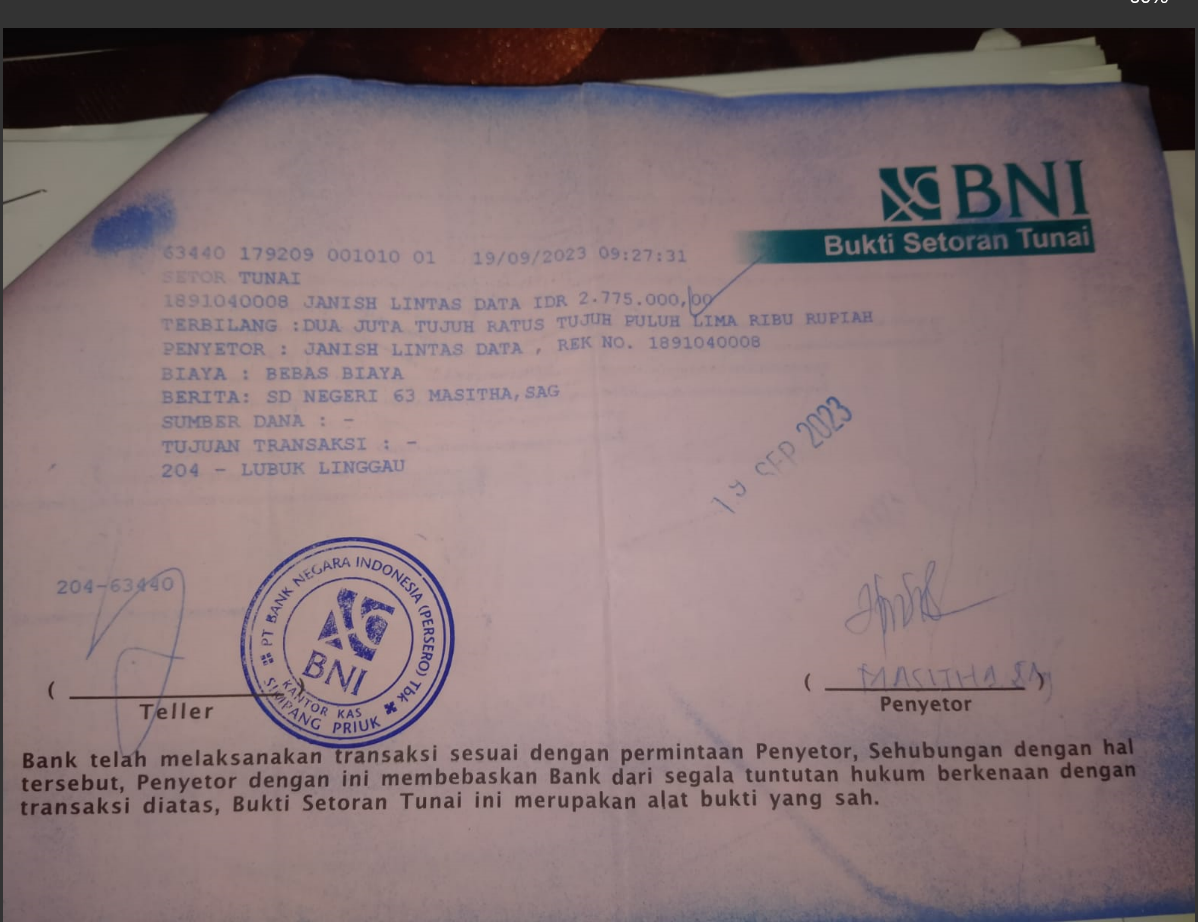 BNI
Bukti Setoran Tunai
63440 179209 001010 01 19/09/2023 09:27:31
SETOR TUNAI
1891040008 JANISH LINTAS DATA IDR 2.775.000,00
TERBILANG :DUA JUTA TUJUH RATUS TUJUH PULUH LIMA RIBU RUPIAH
PENYETOR : JANISH LINTAS DATA , REK NO. 1891040008
BIAYA : BEBAS BIAYA
BERITA: SD NEGERI 63 MASITHA,SAG
SUMBER DANA : -
TUJUAN TRANSAKSI : -
204 - LUBUK LINGGAU
19 SEP 2023
204-63440
PT BANK NEGARA INDONESIA (PERSERO) Tbk
BNI
KANTOR KAS
SIMPANG PRIUK
MASITHA
( ) ( )
Teller Penyetor
Bank telah melaksanakan transaksi sesuai dengan permintaan Penyetor, Sehubungan dengan hal
tersebut, Penyetor dengan ini membebaskan Bank dari segala tuntutan hukum berkenaan dengan
transaksi diatas, Bukti Setoran Tunai ini merupakan alat bukti yang sah.